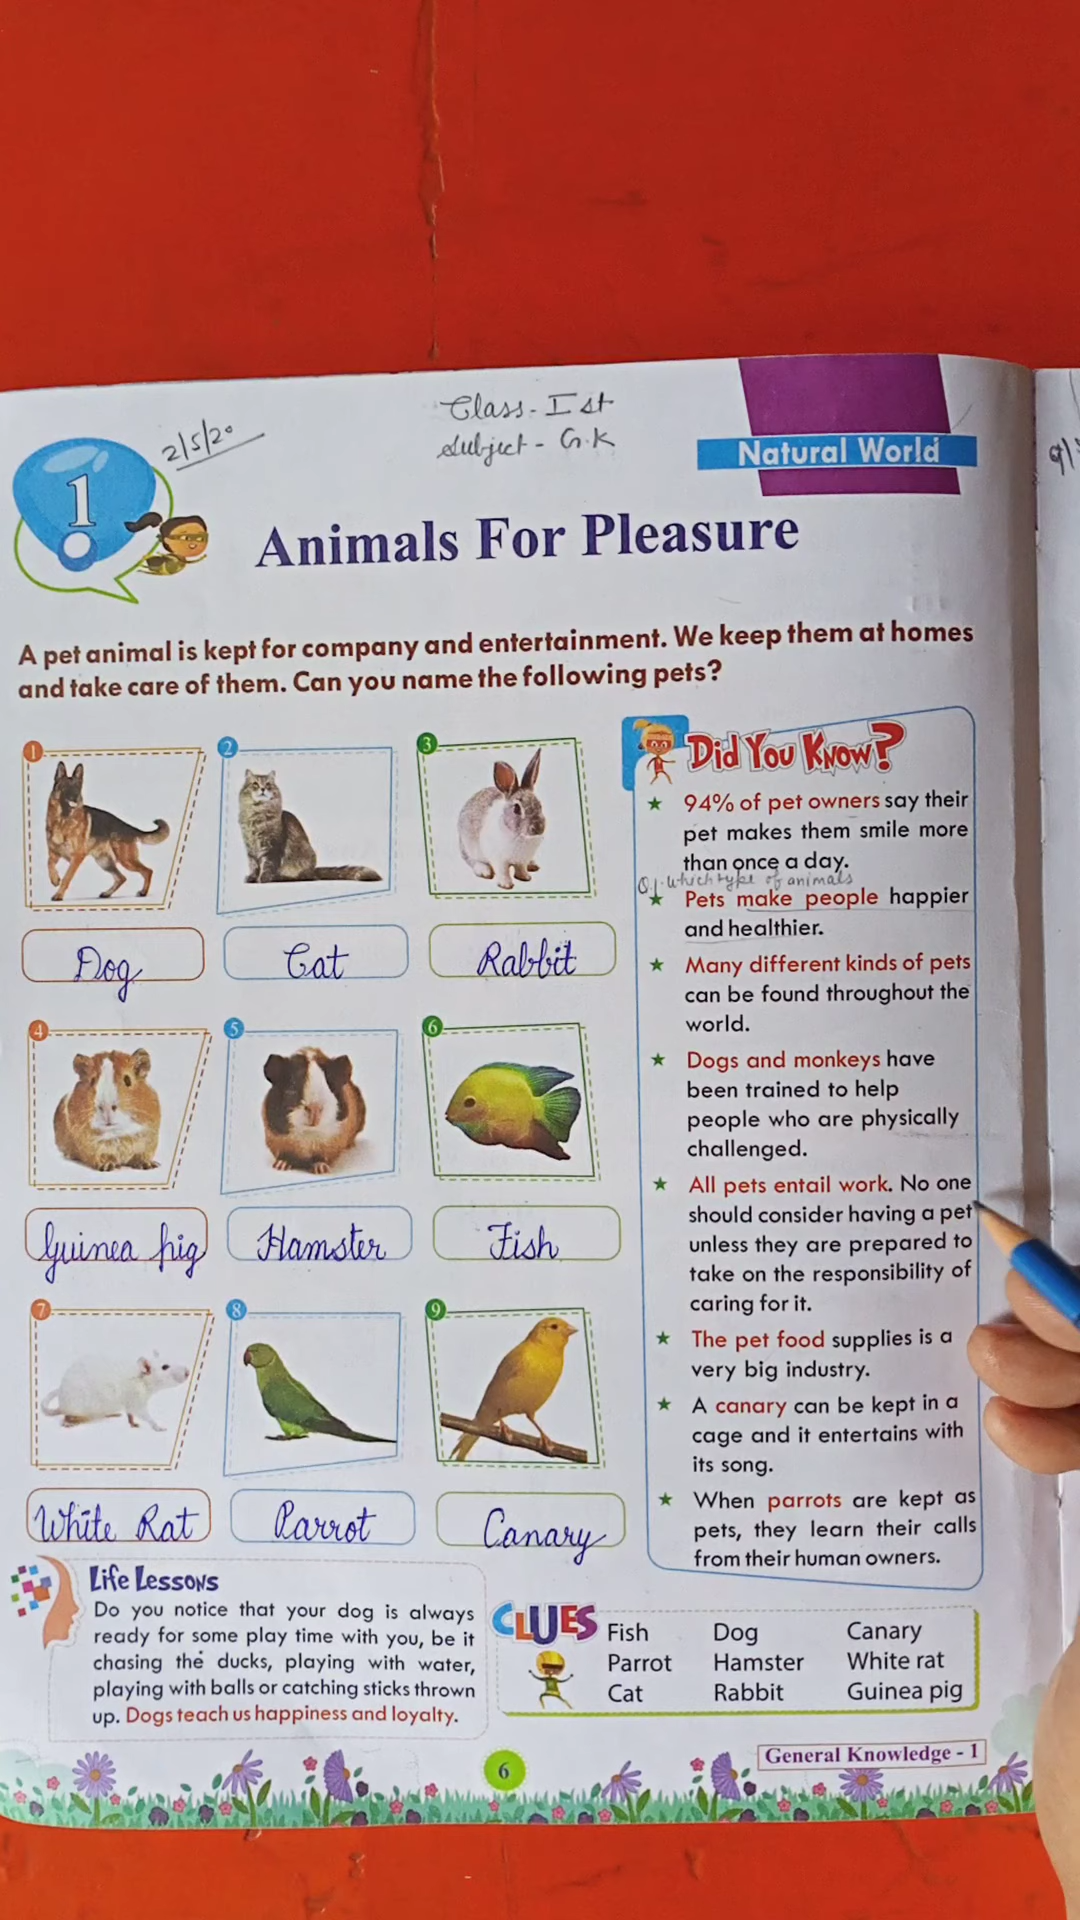 Class - I st
2/5/20
Subject - G.K
Natural World
1
Animals For Pleasure
A pet animal is kept for company and entertainment. We keep them at homes
and take care of them. Can you name the following pets?
1
2
3
Dog
Cat
Rabbit
4
5
6
Guinea pig
Hamster
Fish
7
8
9
White Rat
Parrot
Canary
Did You Know?
★ 94% of pet owners say their
pet makes them smile more
than once a day.
Q1. Which type of animals
★ Pets make people happier
and healthier.
★ Many different kinds of pets
can be found throughout the
world.
★ Dogs and monkeys have
been trained to help
people who are physically
challenged.
★ All pets entail work. No one
should consider having a pet
unless they are prepared to
take on the responsibility of
caring for it.
★ The pet food supplies is a
very big industry.
★ A canary can be kept in a
cage and it entertains with
its song.
★ When parrots are kept as
pets, they learn their calls
from their human owners.
Life Lessons
Do you notice that your dog is always
ready for some play time with you, be it
chasing the ducks, playing with water,
playing with balls or catching sticks thrown
up. Dogs teach us happiness and loyalty.
CLUES
Fish Dog Canary
Parrot Hamster White rat
Cat Rabbit Guinea pig
General Knowledge - 1
6